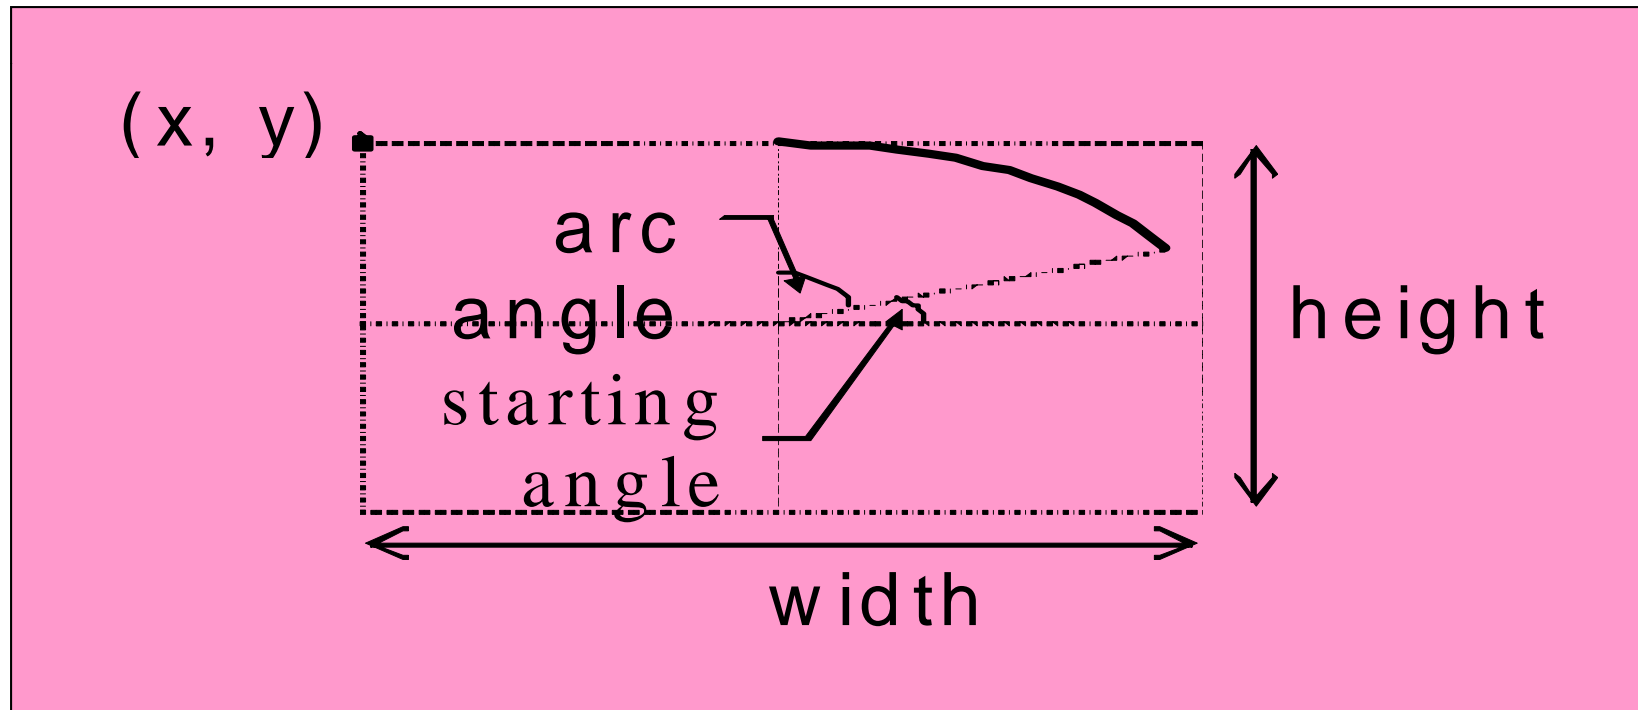 (x, y)
arc
angle
starting
angle
height
width